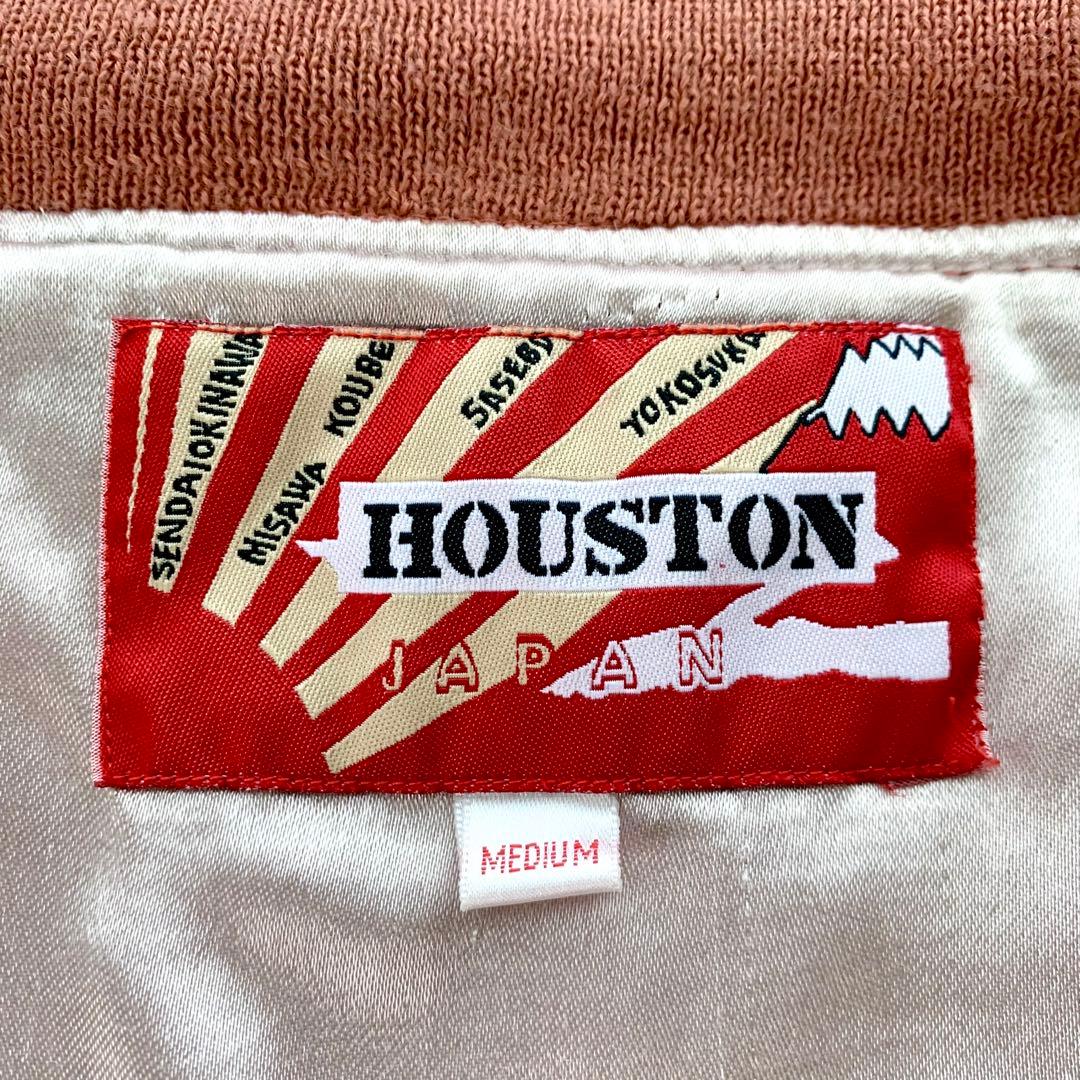 SENDAI OKINAWA
MISAWA KOUBE
SASEBO
YOKOSUKA
HOUSTON
JAPAN
MEDIUM